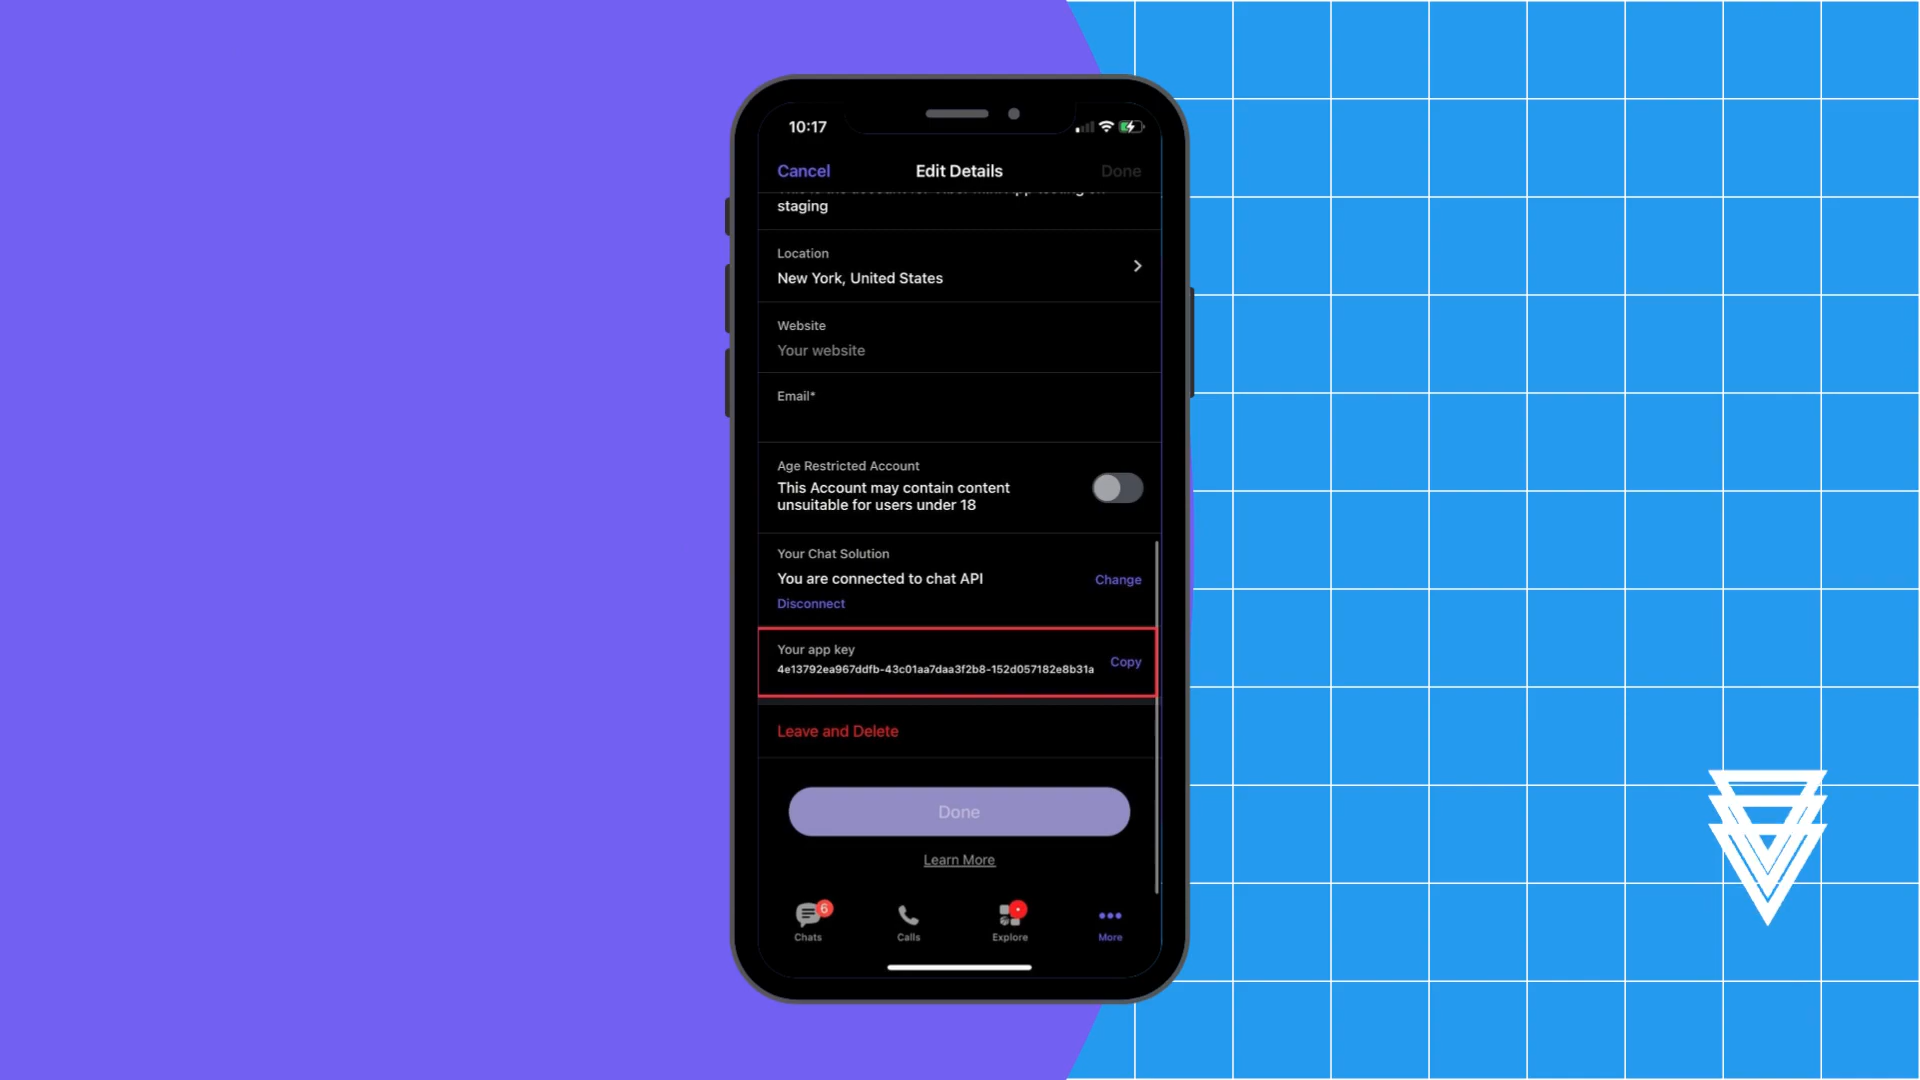 10:17
Cancel
Edit Details
Done
staging
Location
New York, United States
Website
Your website
Email*
Age Restricted Account
This Account may contain content
unsuitable for users under 18
Your Chat Solution
You are connected to chat API
Change
Disconnect
Your app key
4e13792ea967ddfb-43c01aa7daa3f2b8-152d057182e8b31a
Copy
Leave and Delete
Done
Learn More
6
Chats
Calls
Explore
More